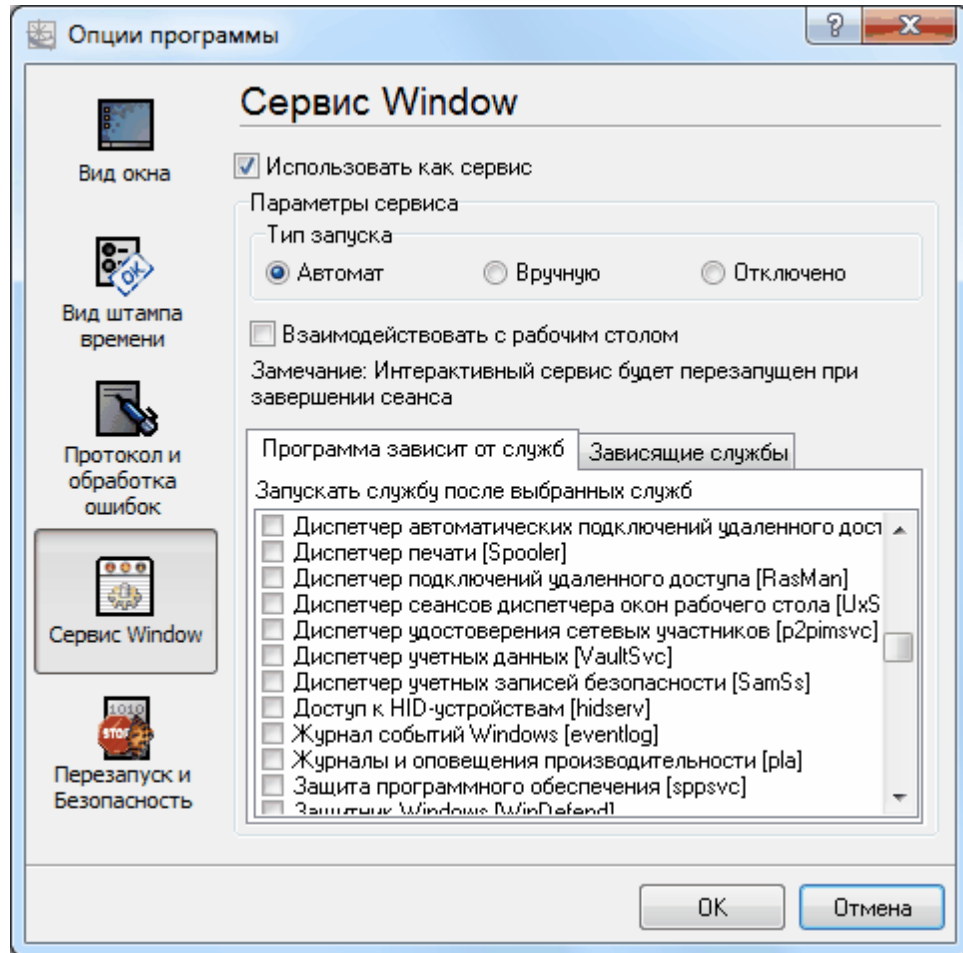 Опции программы
Вид окна
Вид штампа
времени
Протокол и
обработка
ошибок
Сервис Window
Перезапуск и
Безопасность
Сервис Window
Использовать как сервис
Параметры сервиса
Тип запуска
Автомат
Вручную
Отключено
Взаимодействовать с рабочим столом
Замечание: Интерактивный сервис будет перезапущен при
завершении сеанса
Программа зависит от служб
Зависящие службы
Запускать службу после выбранных служб
Диспетчер автоматических подключений удаленного дост
Диспетчер печати [Spooler]
Диспетчер подключений удаленного доступа [RasMan]
Диспетчер сеансов диспетчера окон рабочего стола [UxS
Диспетчер удостоверения сетевых участников [p2pimsvc]
Диспетчер учетных данных [VaultSvc]
Диспетчер учетных записей безопасности [SamSs]
Доступ к HID-устройствам [hidserv]
Журнал событий Windows [eventlog]
Журналы и оповещения производительности [pla]
Защита программного обеспечения [sppsvc]
Защитник Windows [WinDefend]
OK
Отмена